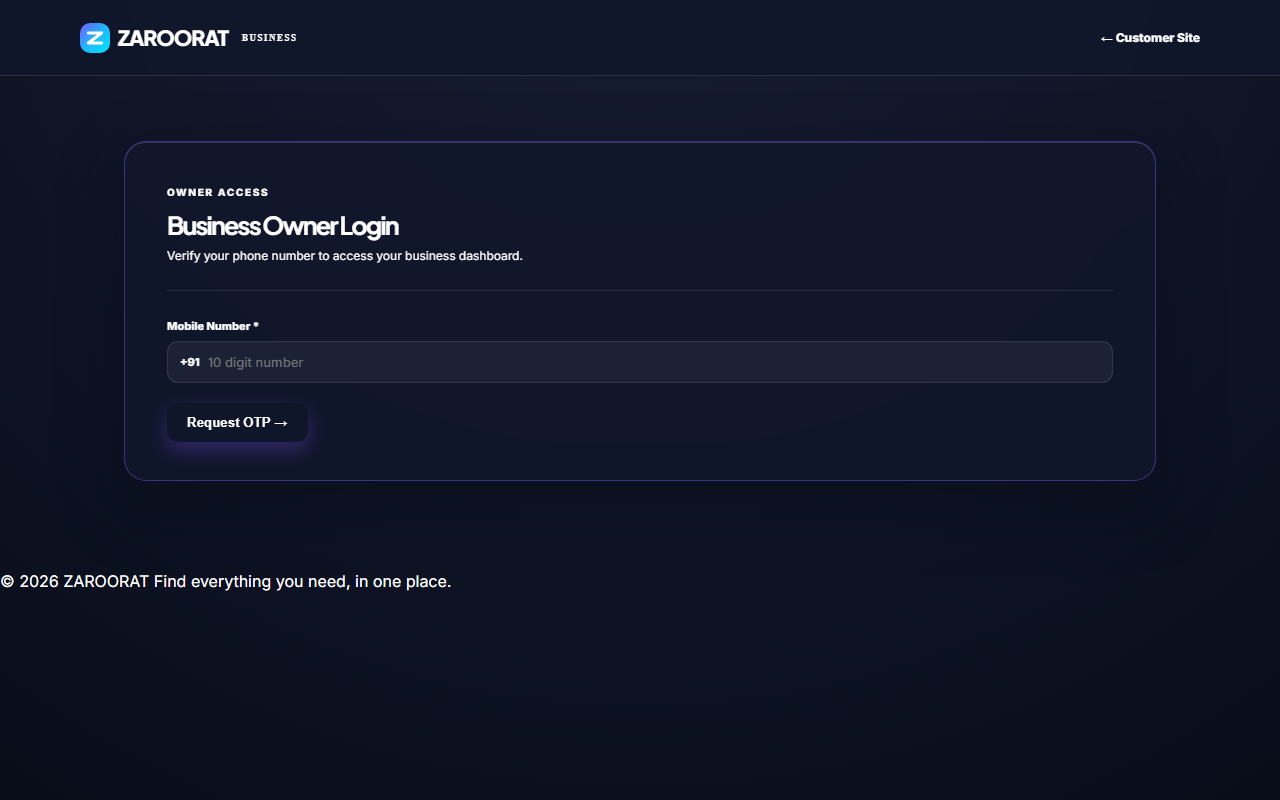 ZAROORAT BUSINESS
← Customer Site
OWNER ACCESS
Business Owner Login
Verify your phone number to access your business dashboard.
Mobile Number *
+91 10 digit number
Request OTP →
© 2026 ZAROORAT Find everything you need, in one place.